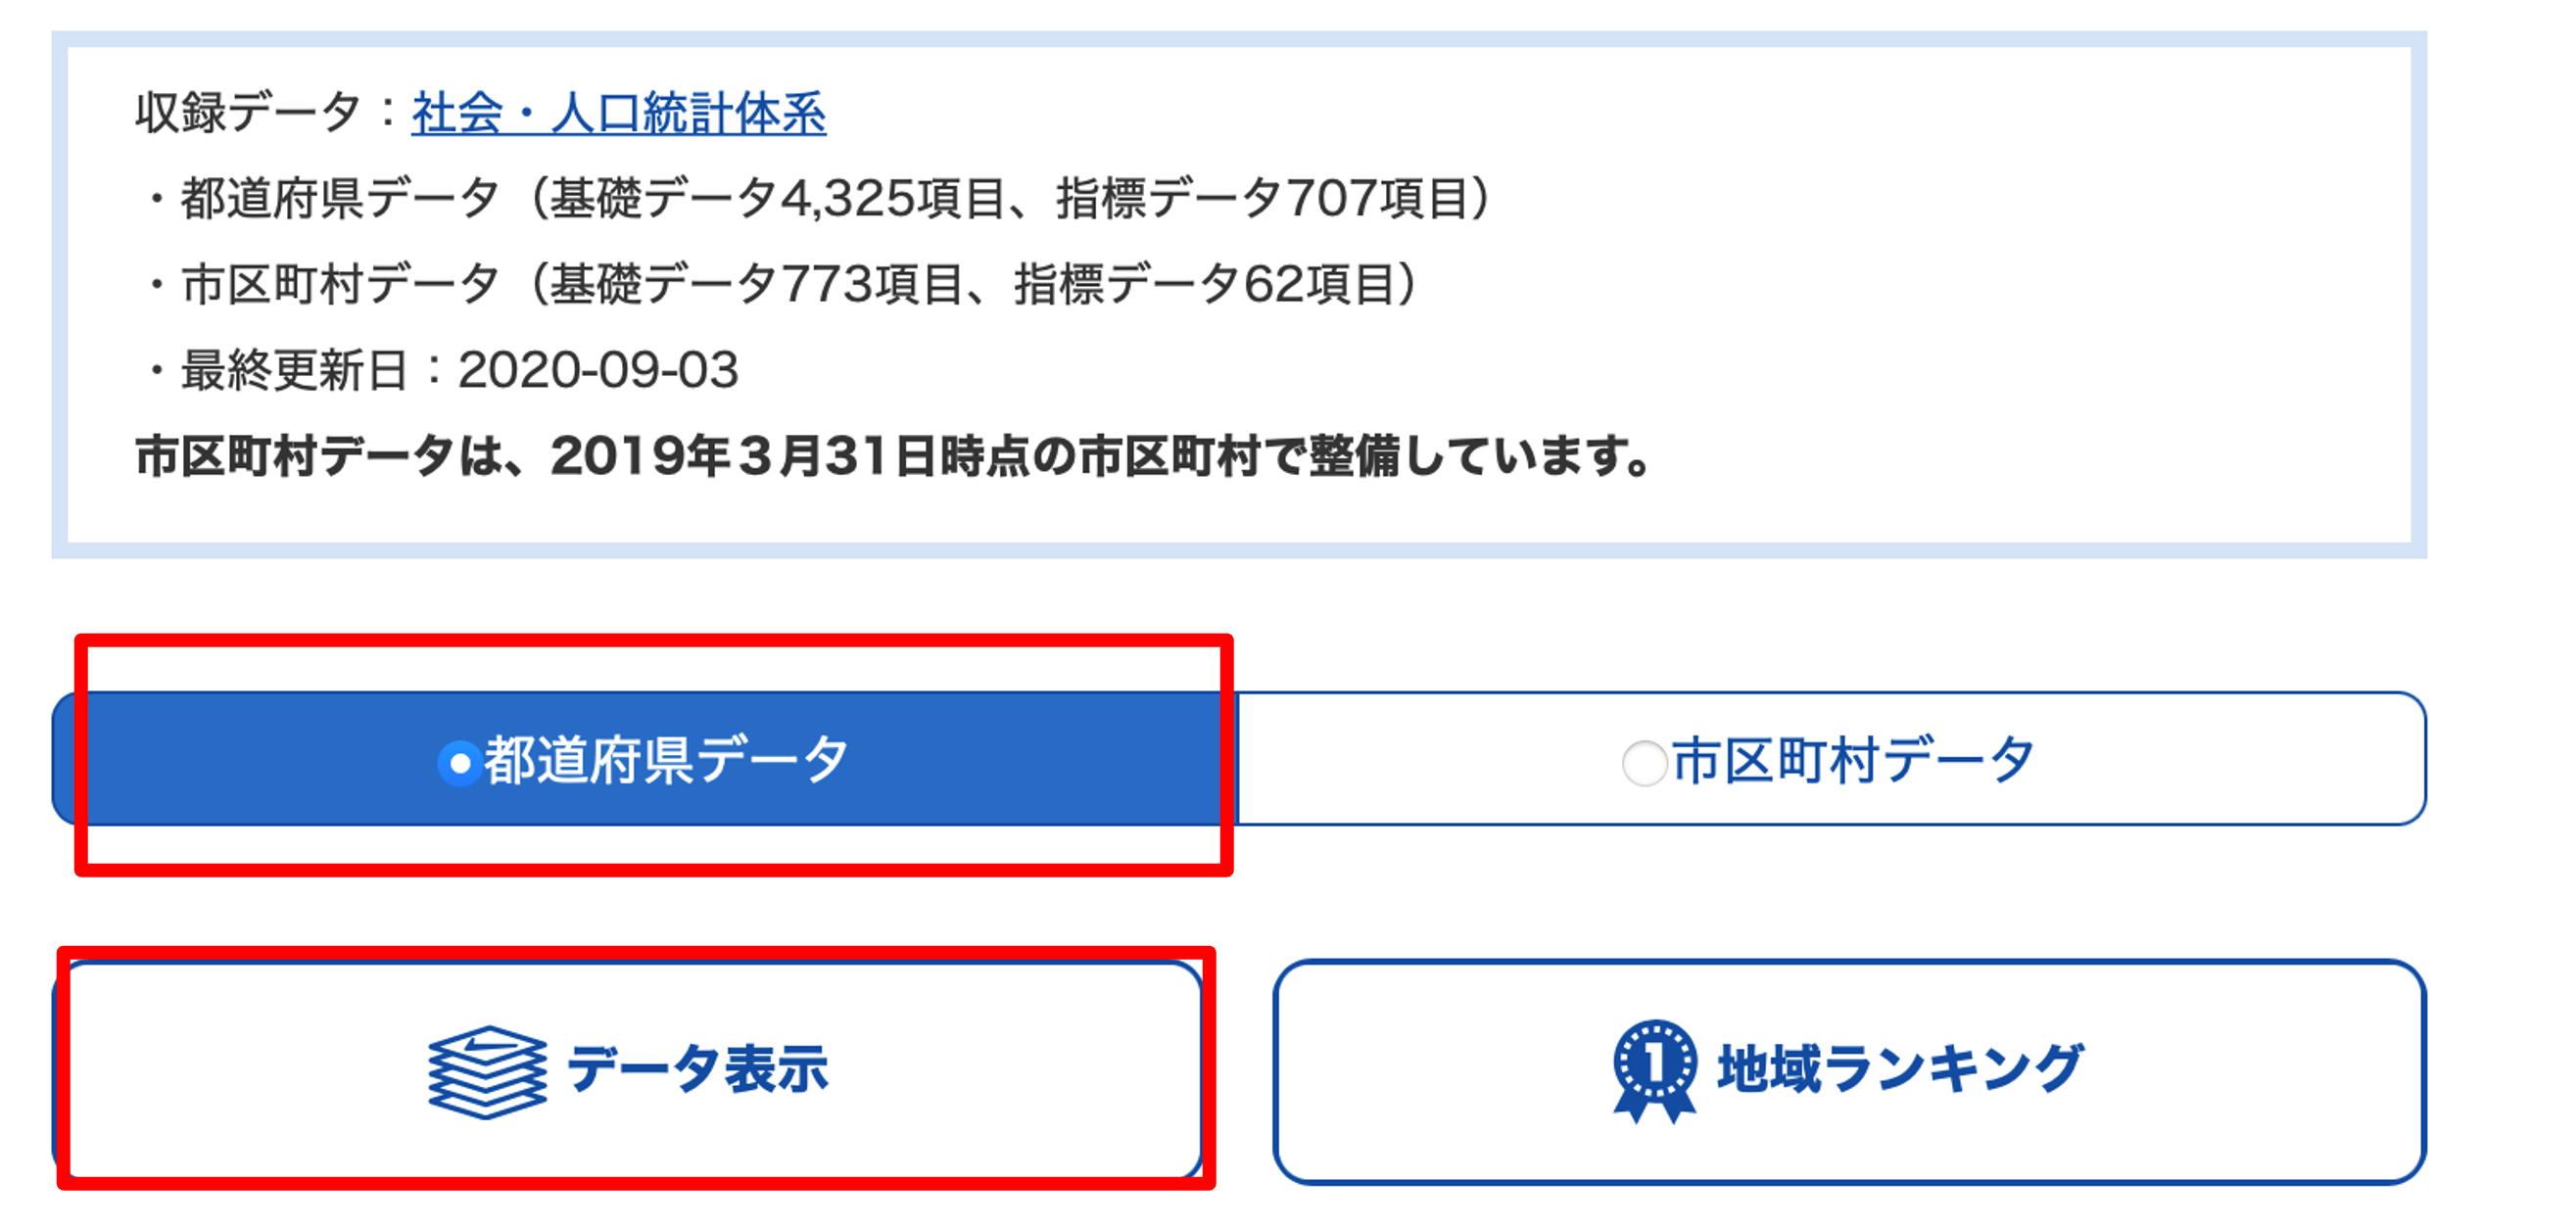 収録データ：社会・人口統計体系
・都道府県データ（基礎データ4,325項目、指標データ707項目）
・市区町村データ（基礎データ773項目、指標データ62項目）
・最終更新日：2020-09-03
市区町村データは、2019年３月31日時点の市区町村で整備しています。
都道府県データ
市区町村データ
データ表示
1 地域ランキング